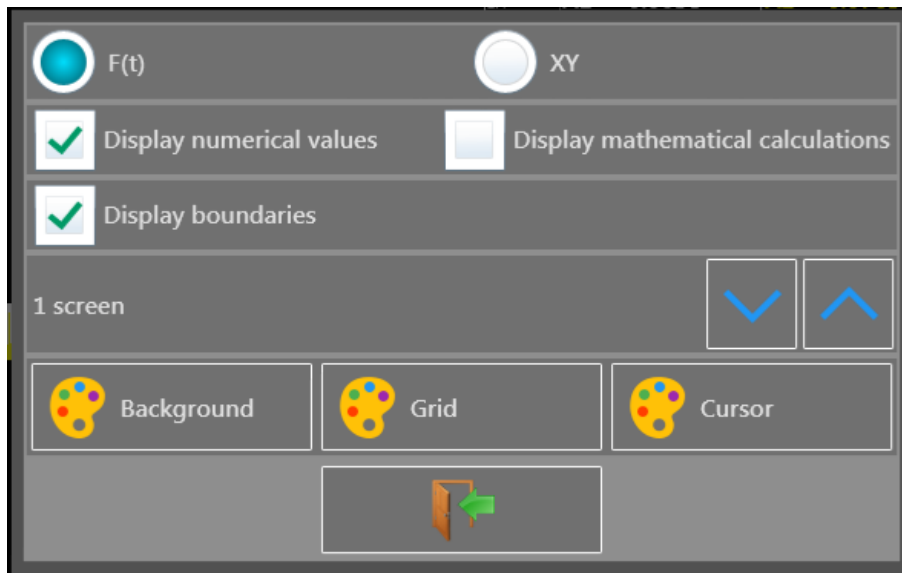 F(t) XY
Display numerical values Display mathematical calculations
Display boundaries
1 screen
Background Grid Cursor